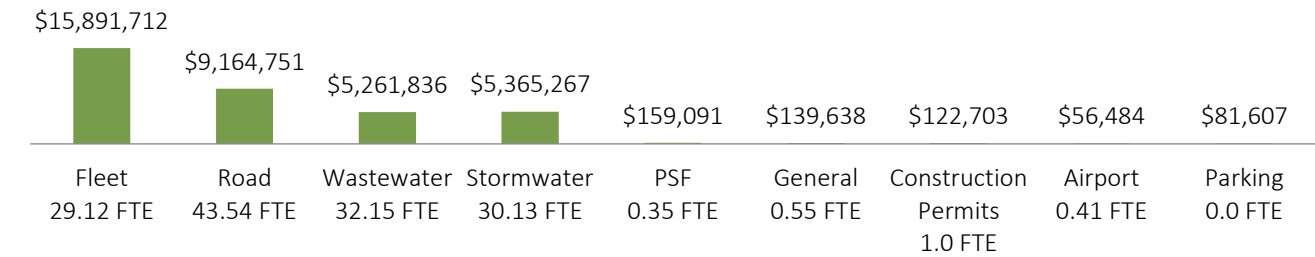 $15,891,712
$9,164,751
$5,261,836 $5,365,267
$159,091 $139,638 $122,703 $56,484 $81,607
Fleet Road Wastewater Stormwater PSF General Construction Airport Parking
29.12 FTE 43.54 FTE 32.15 FTE 30.13 FTE 0.35 FTE 0.55 FTE Permits 0.41 FTE 0.0 FTE
1.0 FTE